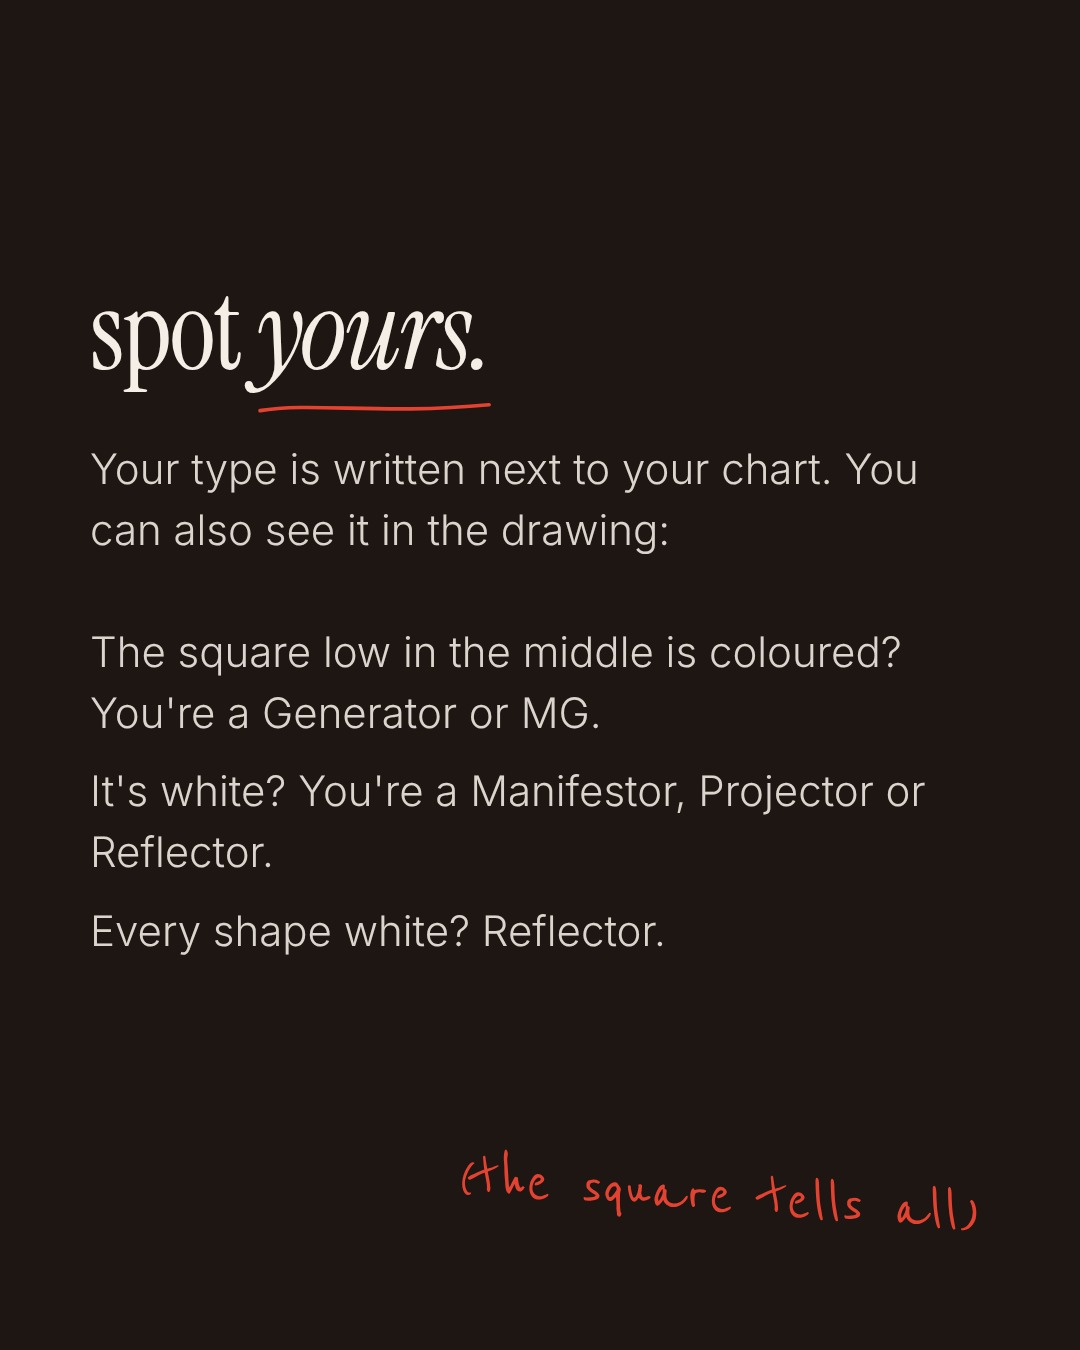 spot yours.
Your type is written next to your chart. You
can also see it in the drawing:
The square low in the middle is coloured?
You're a Generator or MG.
It's white? You're a Manifestor, Projector or
Reflector.
Every shape white? Reflector.
(the square tells all)